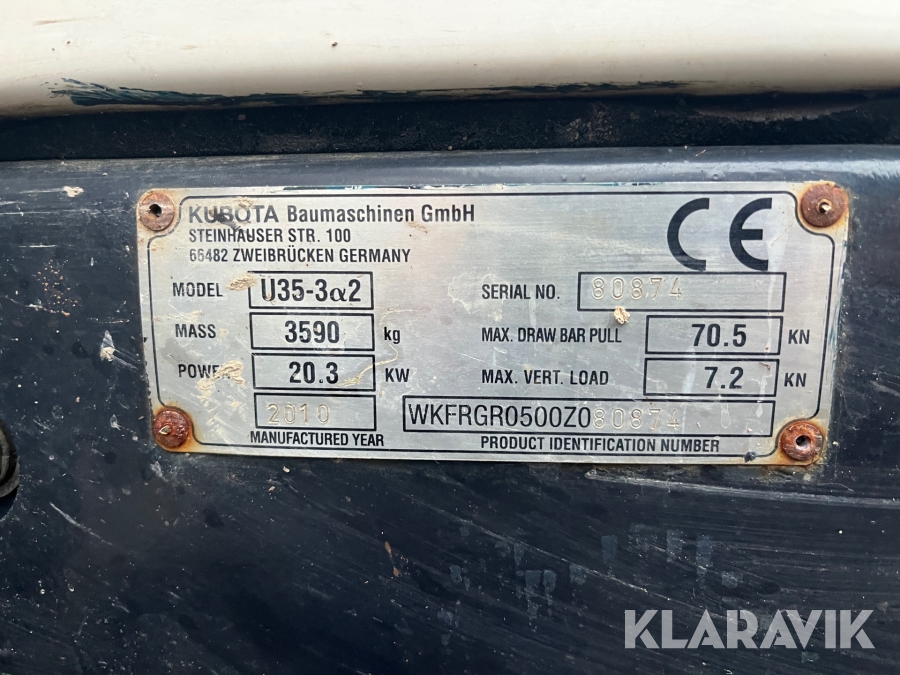 KUBOTA Baumaschinen GmbH
STEINHAUSER STR. 100
66482 ZWEIBRÜCKEN GERMANY
CE
MODEL U35-3α2 SERIAL NO. 80874
MASS 3590 kg MAX. DRAW BAR PULL 70.5 KN
POWER 20.3 KW MAX. VERT. LOAD 7.2 KN
2010 WKFRGR0500Z080874
MANUFACTURED YEAR PRODUCT IDENTIFICATION NUMBER
KLARAVIK